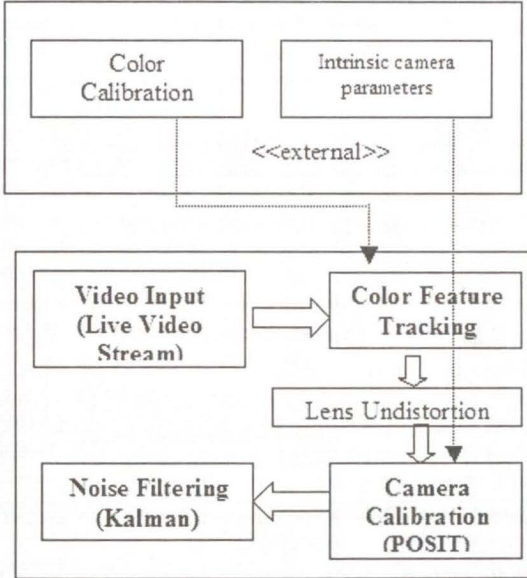 Color
Calibration
Intrinsic camera
parameters
<<external>>
Video Input
(Live Video
Stream)
Color Feature
Tracking
Lens Undistortion
Noise Filtering
(Kalman)
Camera
Calibration
(POSIT)